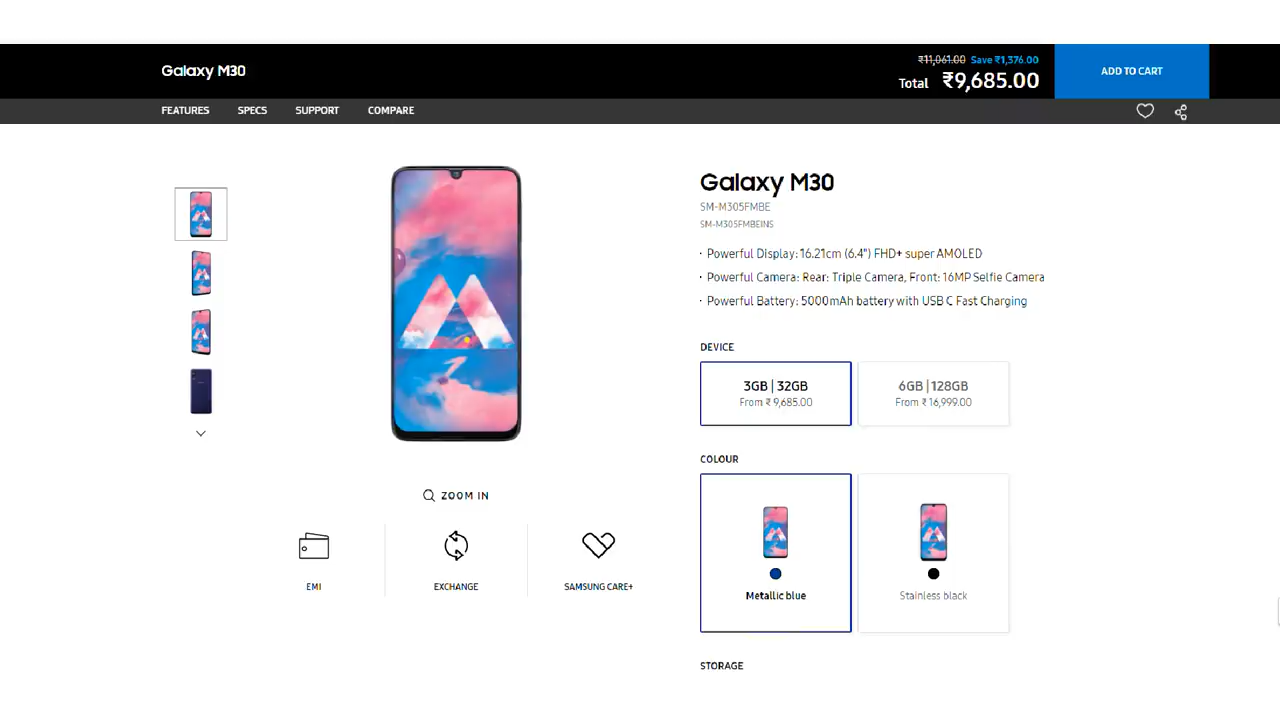 Galaxy M30
₹11,061.00 Save ₹1,376.00
Total ₹9,685.00
ADD TO CART
FEATURES SPECS SUPPORT COMPARE
Galaxy M30
SM-M305FMBE
SM-M305FMBEINS
· Powerful Display: 16.21cm (6.4") FHD+ super AMOLED
· Powerful Camera: Rear: Triple Camera, Front: 16MP Selfie Camera
· Powerful Battery: 5000mAh battery with USB C Fast Charging
DEVICE
3GB | 32GB
From ₹ 9,685.00
6GB | 128GB
From ₹ 16,999.00
COLOUR
Metallic blue
Stainless black
STORAGE
ZOOM IN
EMI
EXCHANGE
SAMSUNG CARE+